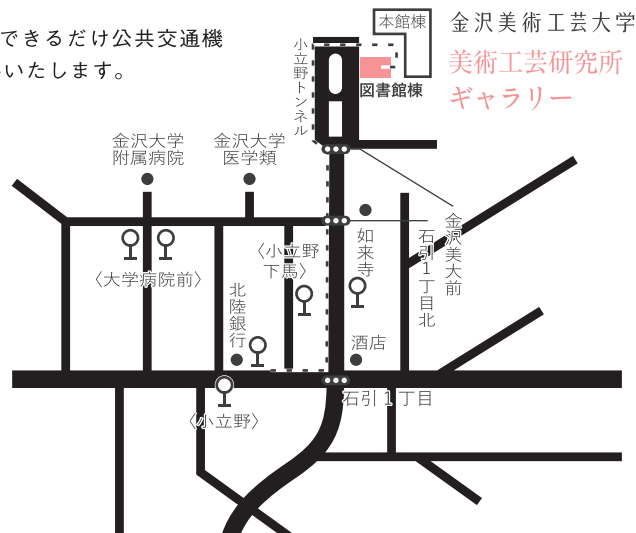 できるだけ公共交通機
いたします。
小立野トンネル
本館棟
図書館棟
金沢美術工芸大学
美術工芸研究所
ギャラリー
金沢大学
附属病院
金沢大学
医学類
〈大学病院前〉
〈小立野
下馬〉
如来寺
石引1丁目北
金沢美大前
北陸銀行
酒店
石引1丁目
〈小立野〉